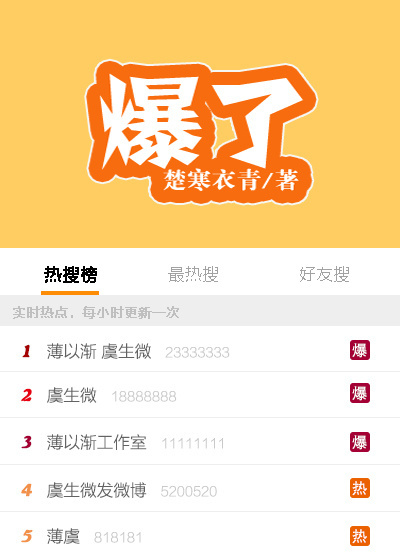 爆了
楚寒衣青/著
热搜榜 最热搜 好友搜
实时热点,每小时更新一次
1 薄以渐 虞生微 23333333 爆
2 虞生微 18888888 爆
3 薄以渐工作室 11111111 爆
4 虞生微发微博 5200520 热
5 薄虞 818181 热